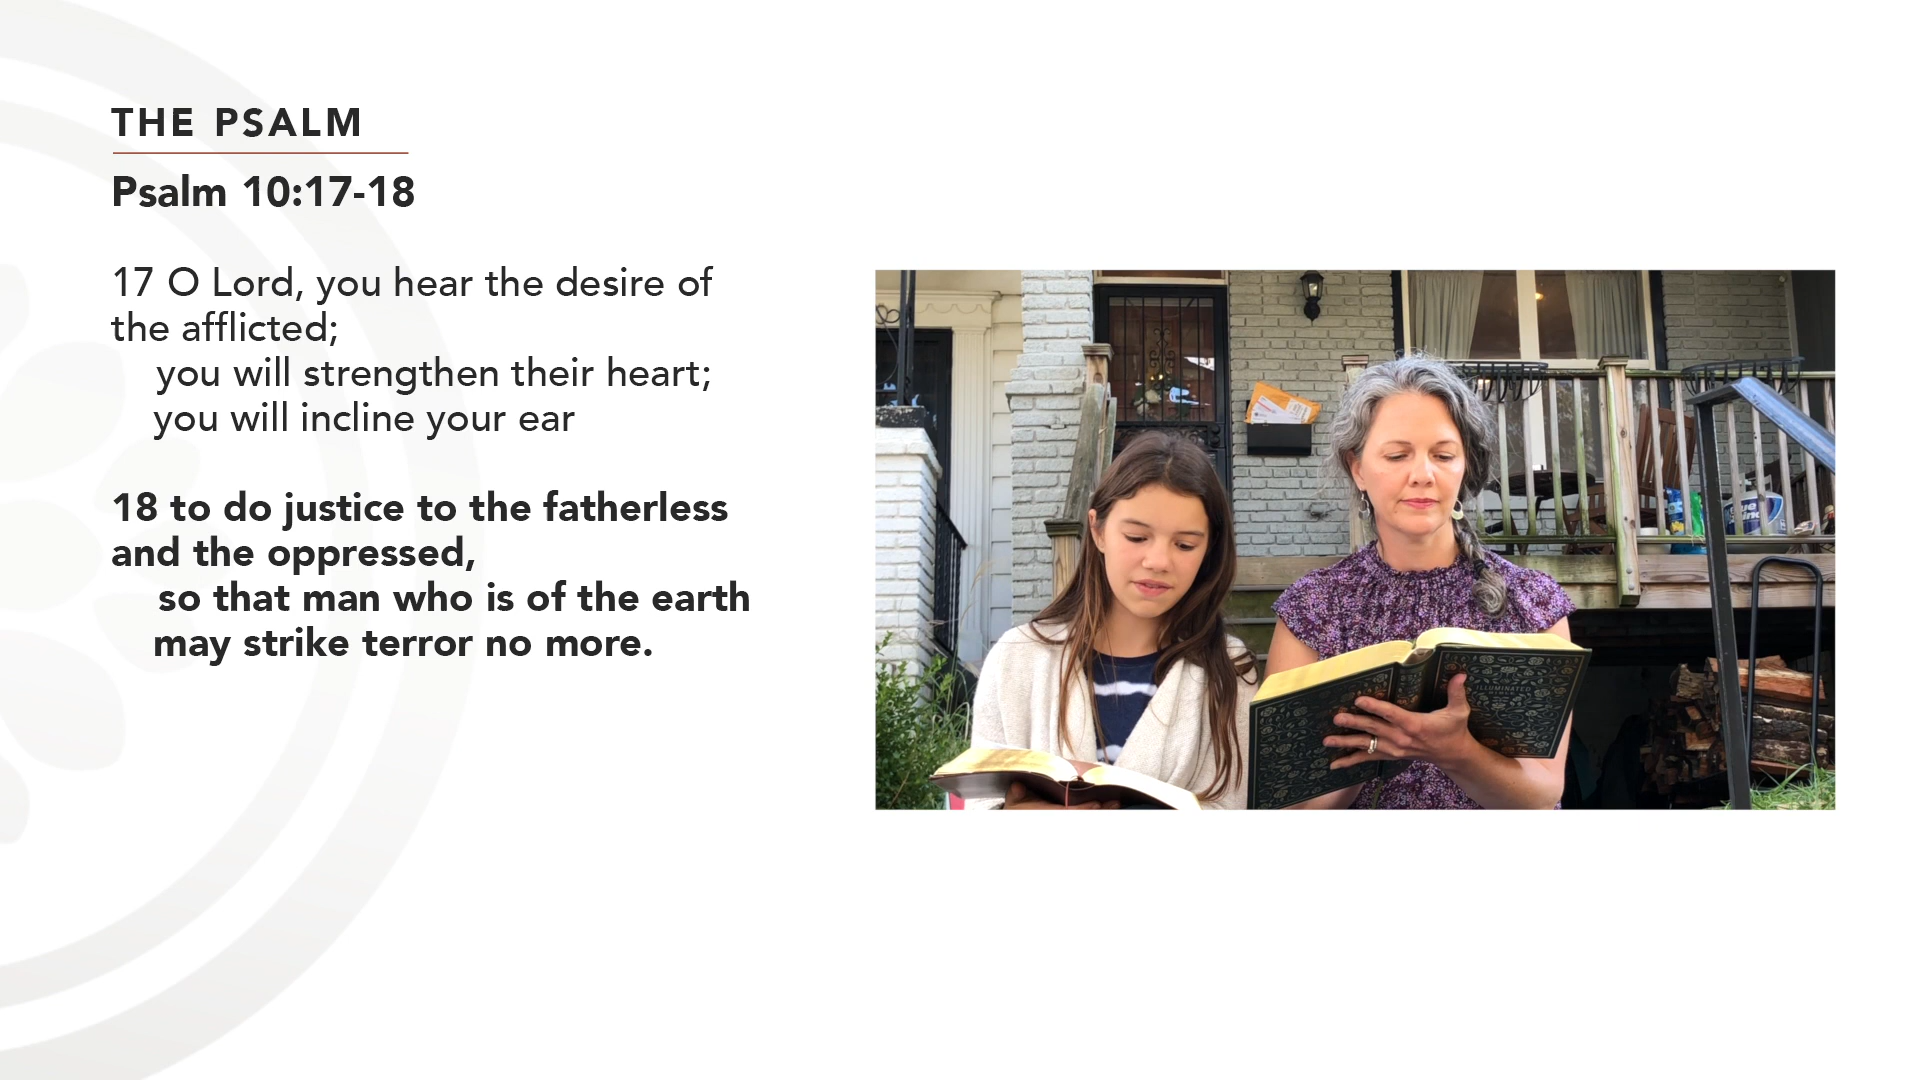 THE PSALM
Psalm 10:17-18
17 O Lord, you hear the desire of
the afflicted;
you will strengthen their heart;
you will incline your ear
18 to do justice to the fatherless
and the oppressed,
so that man who is of the earth
may strike terror no more.
ILLUMINATED